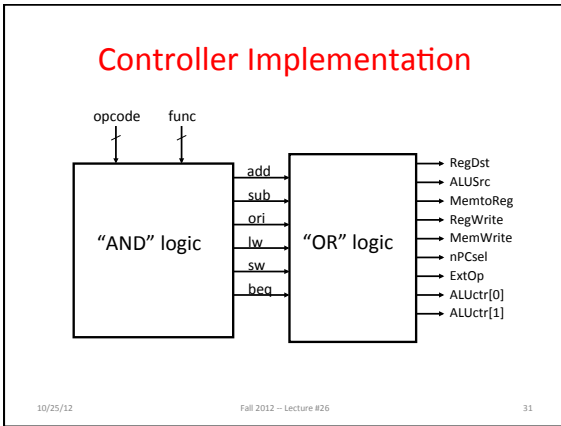 Controller Implementation
opcode func
add
sub
ori
lw
sw
beq
"AND" logic
"OR" logic
RegDst
ALUSrc
MemtoReg
RegWrite
MemWrite
nPCsel
ExtOp
ALUctr[0]
ALUctr[1]
10/25/12 Fall 2012 -- Lecture #26 31